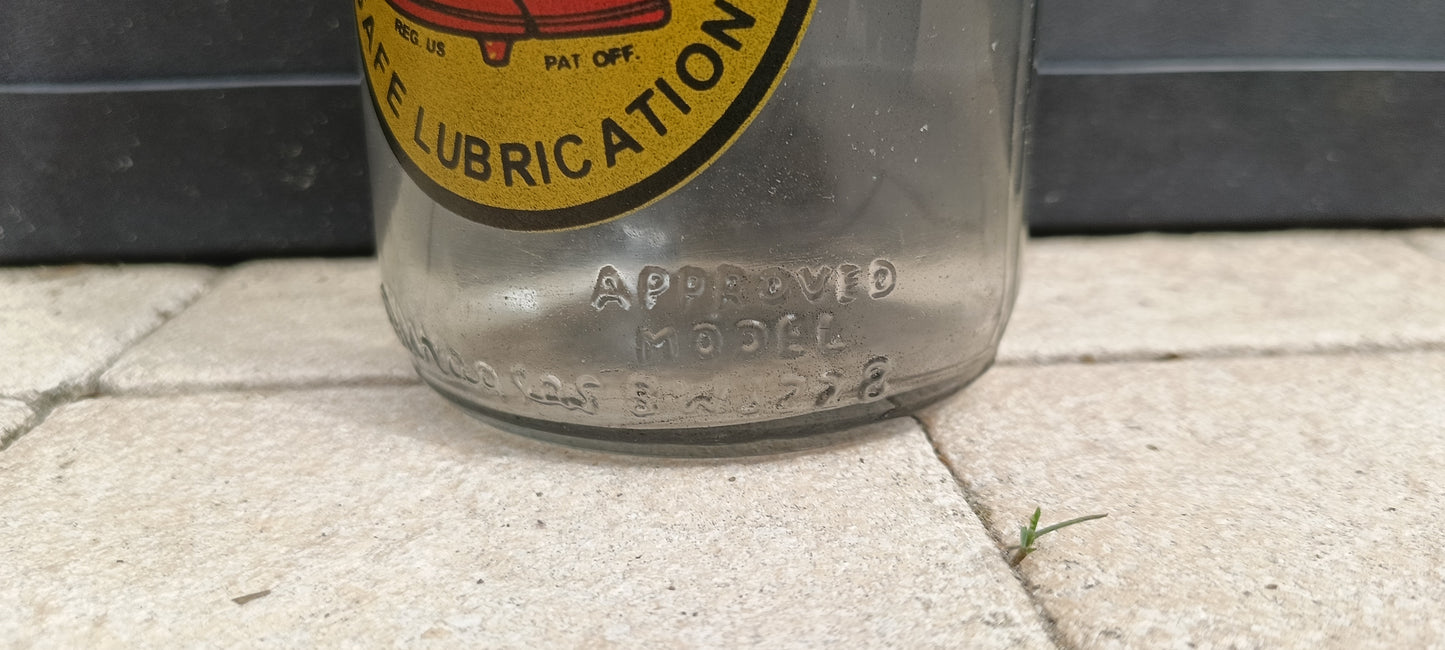 REG. US
PAT OFF.
SAFE LUBRICATION
APPROVED
MODEL